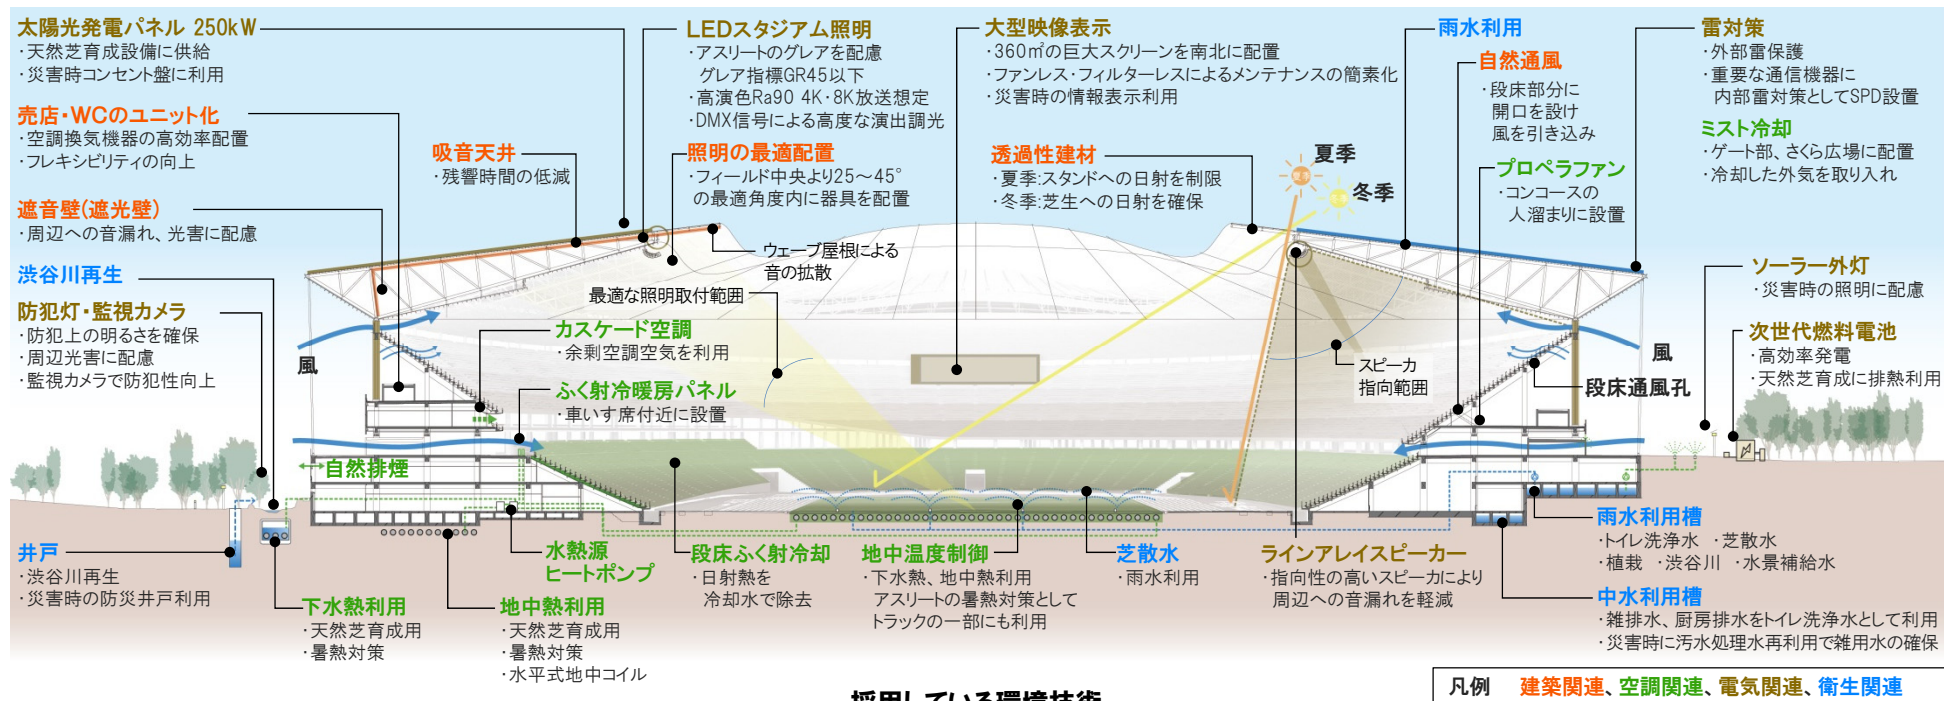 太陽光発電パネル 250kW
・天然芝育成設備に供給
・災害時コンセント盤に利用
売店・WCのユニット化
・空調換気機器の高効率配置
・フレキシビリティの向上
遮音壁(遮光壁)
・周辺への音漏れ、光害に配慮
渋谷川再生
防犯灯・監視カメラ
・防犯上の明るさを確保
・周辺光害に配慮
・監視カメラで防犯性向上
吸音天井
・残響時間の低減
LEDスタジアム照明
・アスリートのグレアを配慮
グレア指標GR45以下
・高演色Ra90 4K・8K放送想定
・DMX信号による高度な演出調光
照明の最適配置
・フィールド中央より25～45°
の最適角度内に器具を配置
ウェーブ屋根による
音の拡散
最適な照明取付範囲
大型映像表示
・360㎡の巨大スクリーンを南北に配置
・ファンレス・フィルターレスによるメンテナンスの簡素化
・災害時の情報表示利用
透過性建材
・夏季:スタンドへの日射を制限
・冬季:芝生への日射を確保
夏季
冬季
雨水利用
自然通風
・段床部分に
開口を設け
風を引き込み
プロペラファン
・コンコースの
人溜まりに設置
雷対策
・外部雷保護
・重要な通信機器に
内部雷対策としてSPD設置
ミスト冷却
・ゲート部、さくら広場に配置
・冷却した外気を取り入れ
ソーラー外灯
・災害時の照明に配慮
次世代燃料電池
・高効率発電
・天然芝育成に排熱利用
風
カスケード空調
・余剰空調空気を利用
ふく射冷暖房パネル
・車いす席付近に設置
スピーカ
指向範囲
風
段床通風孔
自然排煙
井戸
・渋谷川再生
・災害時の防災井戸利用
下水熱利用
・天然芝育成用
・暑熱対策
地中熱利用
・天然芝育成用
・暑熱対策
・水平式地中コイル
水熱源
ヒートポンプ
段床ふく射冷却
・日射熱を
冷却水で除去
地中温度制御
・下水熱、地中熱利用
アスリートの暑熱対策として
トラックの一部にも利用
芝散水
・雨水利用
ラインアレイスピーカー
・指向性の高いスピーカにより
周辺への音漏れを軽減
雨水利用槽
・トイレ洗浄水 ・芝散水
・植栽 ・渋谷川 ・水景補給水
中水利用槽
・雑排水、厨房排水をトイレ洗浄水として利用
・災害時に汚水処理水再利用で雑用水の確保
採用している環境技術
凡例 建築関連、空調関連、電気関連、衛生関連